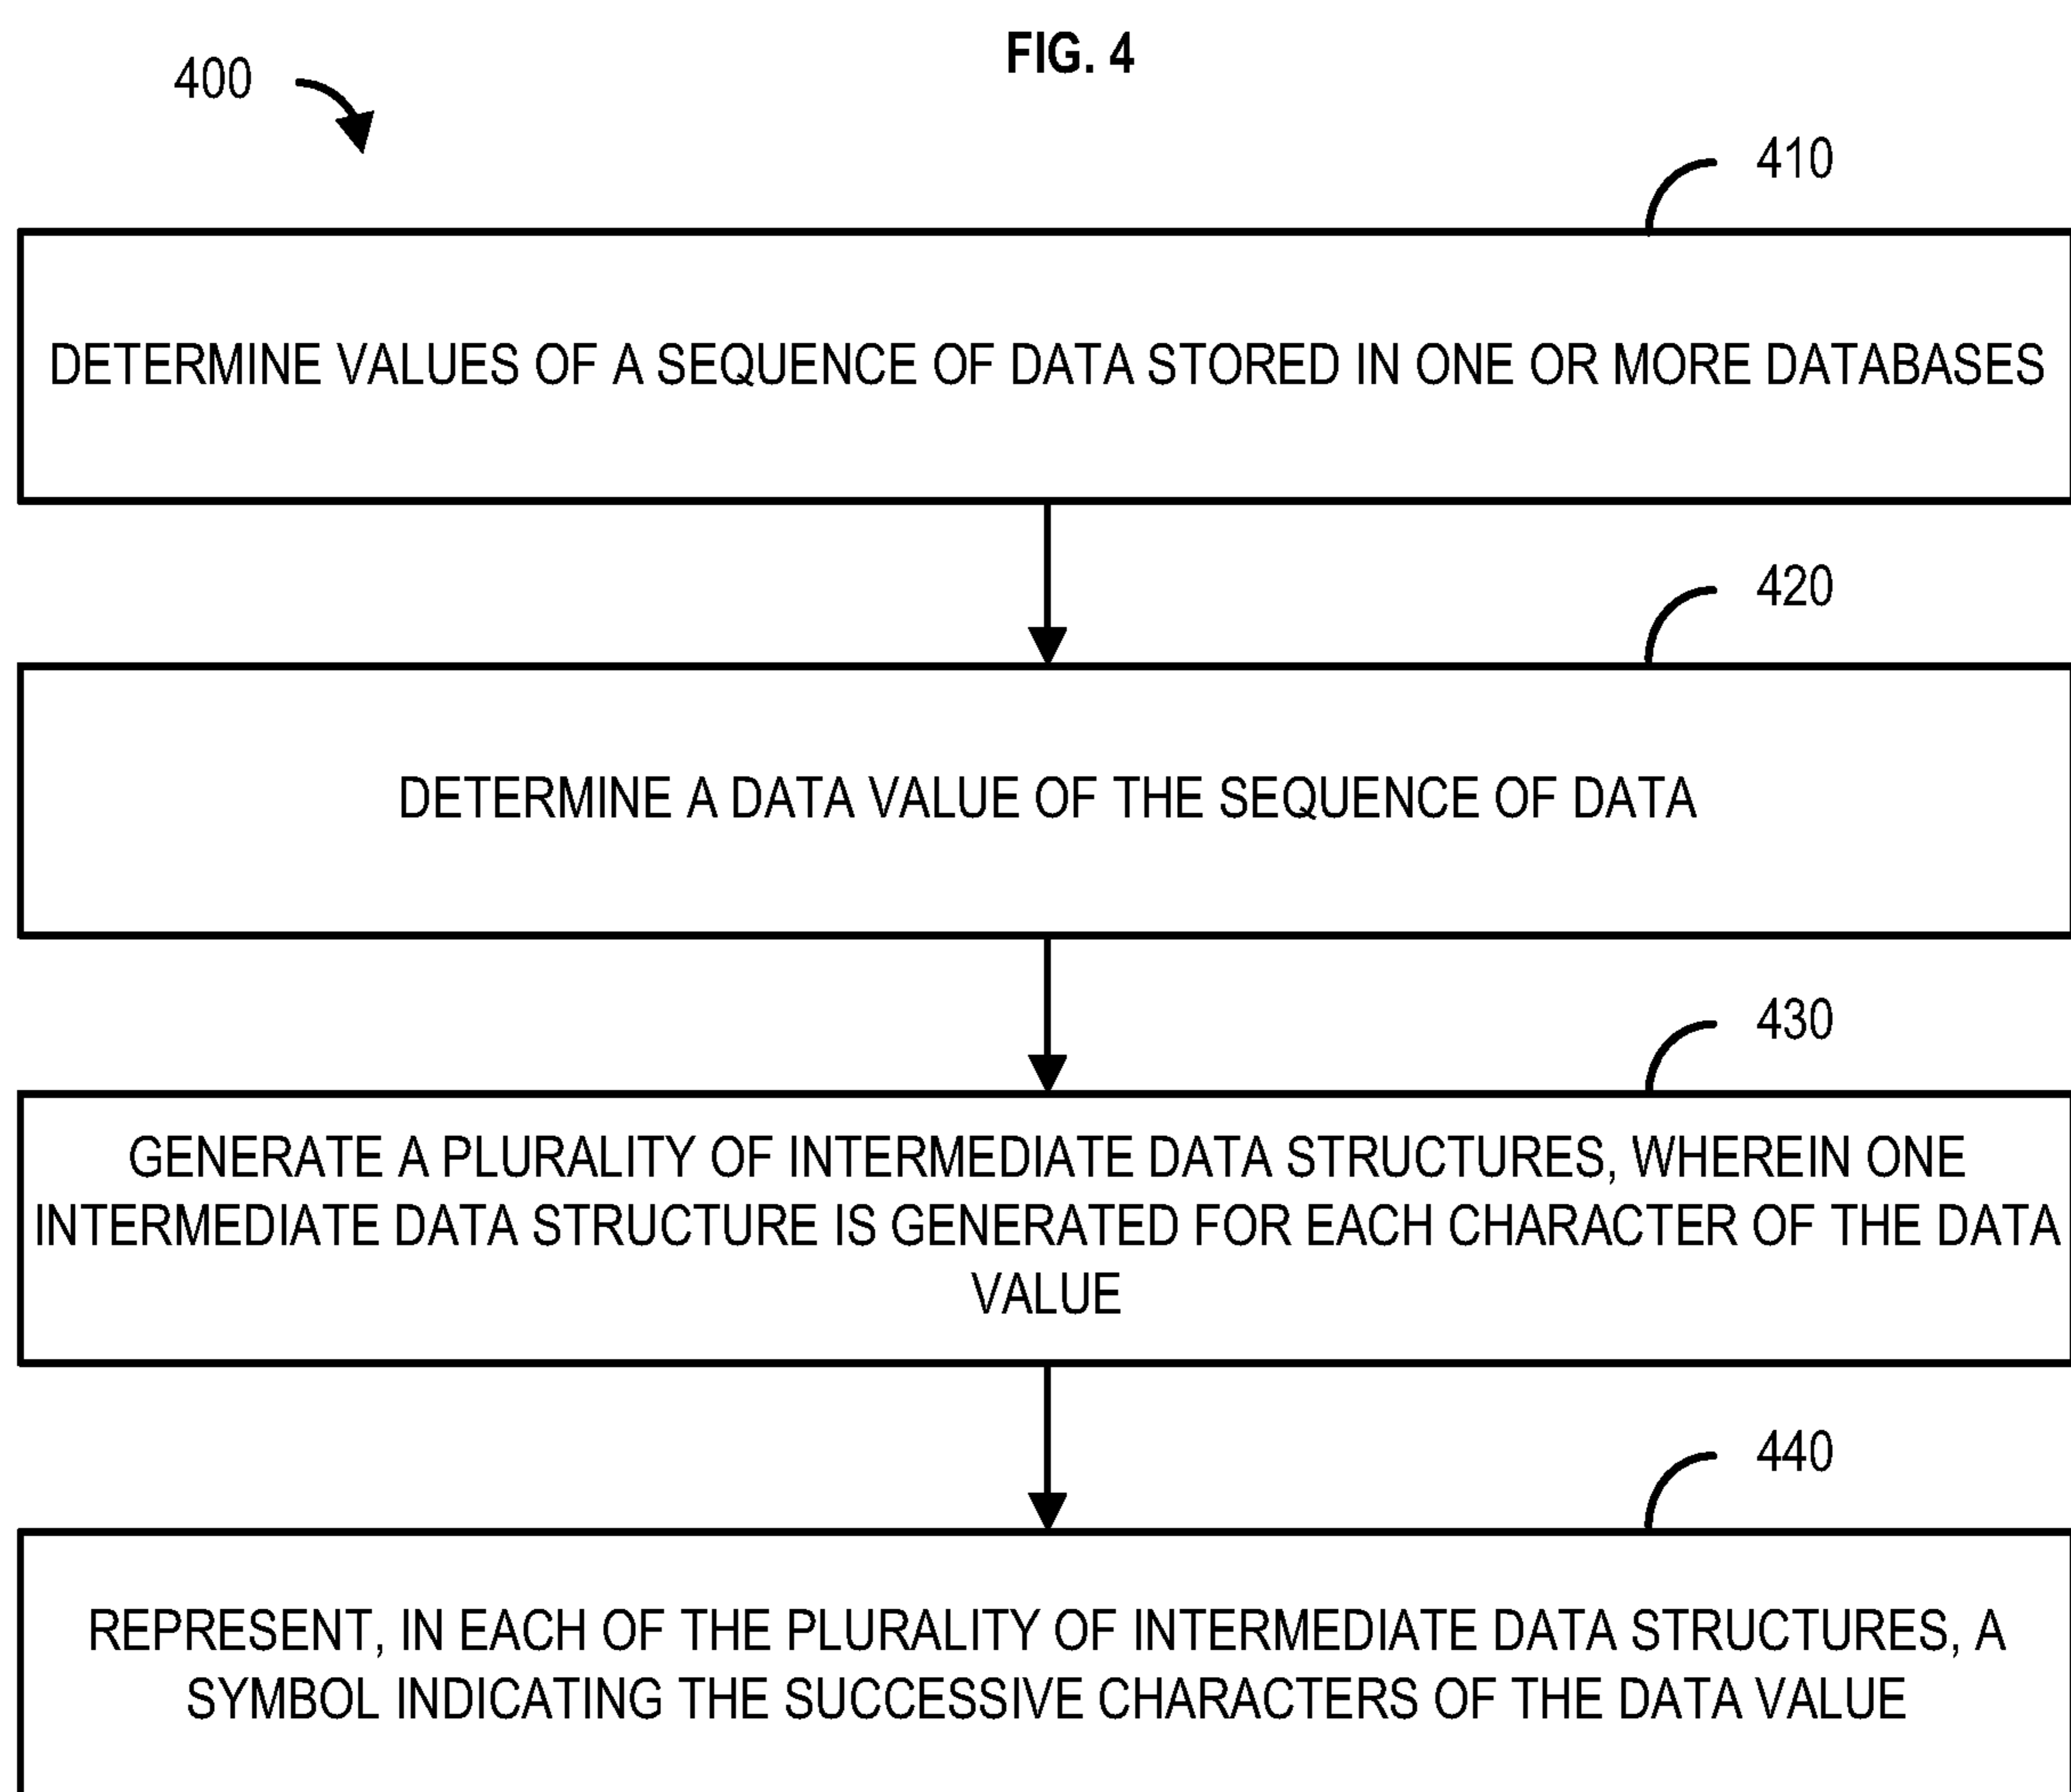 FIG. 4
400
410
DETERMINE VALUES OF A SEQUENCE OF DATA STORED IN ONE OR MORE DATABASES
420
DETERMINE A DATA VALUE OF THE SEQUENCE OF DATA
430
GENERATE A PLURALITY OF INTERMEDIATE DATA STRUCTURES, WHEREIN ONE
INTERMEDIATE DATA STRUCTURE IS GENERATED FOR EACH CHARACTER OF THE DATA
VALUE
440
REPRESENT, IN EACH OF THE PLURALITY OF INTERMEDIATE DATA STRUCTURES, A
SYMBOL INDICATING THE SUCCESSIVE CHARACTERS OF THE DATA VALUE